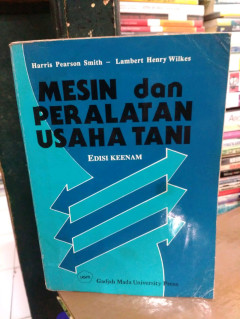 Harris Pearson Smith – Lambert Henry Wilkes
MESIN dan
PERALATAN
USAHA TANI
EDISI KEENAM
Gadjah Mada University Press